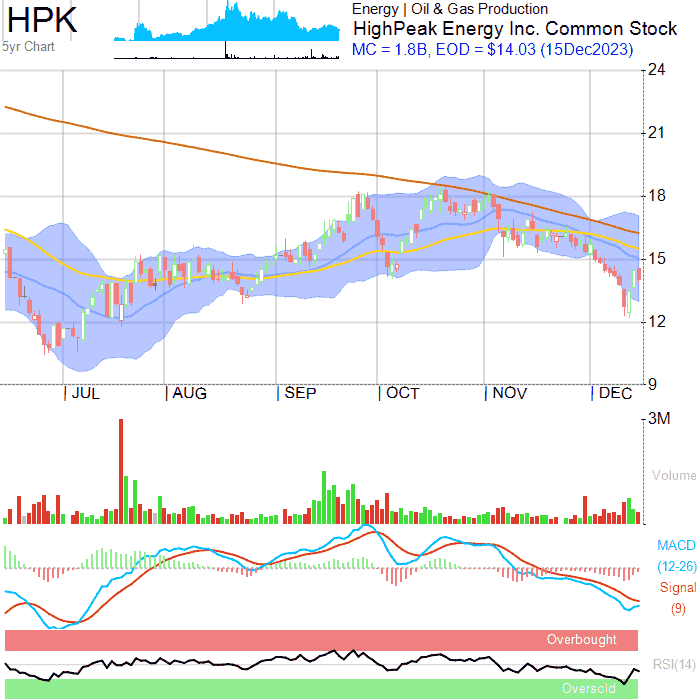 HPK
5yr Chart
Energy | Oil & Gas Production
HighPeak Energy Inc. Common Stock
MC = 1.8B, EOD = $14.03 (15Dec2023)
24
21
18
15
12
9
JUL AUG SEP OCT NOV DEC
3M
Volume
MACD
(12-26)
Signal
(9)
Overbought
RSI(14)
Oversold